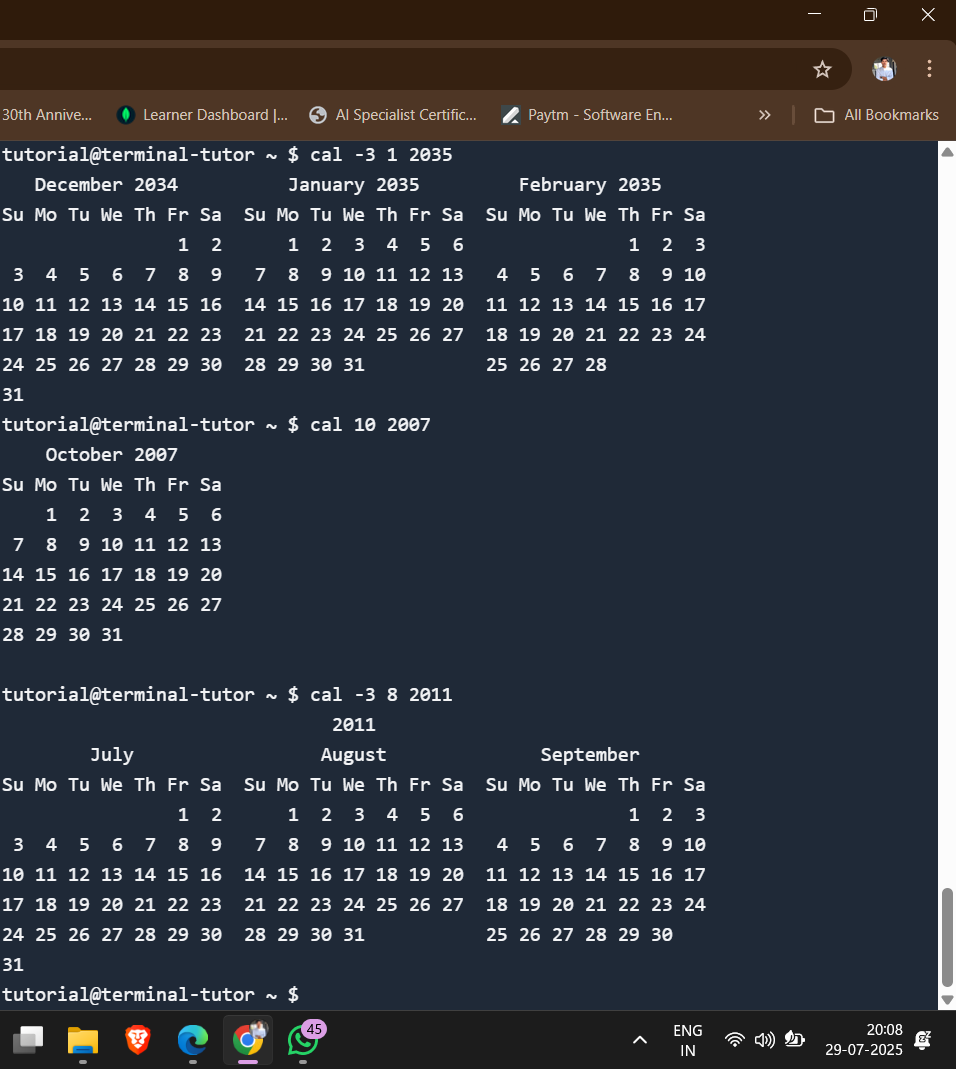 30th Annive...  Learner Dashboard |...  AI Specialist Certific...  Paytm - Software En...  »  All Bookmarks
tutorial@terminal-tutor ~ $ cal -3 1 2035
   December 2034          January 2035         February 2035
Su Mo Tu We Th Fr Sa  Su Mo Tu We Th Fr Sa  Su Mo Tu We Th Fr Sa
                1  2      1  2  3  4  5  6               1  2  3
 3  4  5  6  7  8  9   7  8  9 10 11 12 13   4  5  6  7  8  9 10
10 11 12 13 14 15 16  14 15 16 17 18 19 20  11 12 13 14 15 16 17
17 18 19 20 21 22 23  21 22 23 24 25 26 27  18 19 20 21 22 23 24
24 25 26 27 28 29 30  28 29 30 31           25 26 27 28
31
tutorial@terminal-tutor ~ $ cal 10 2007
    October 2007
Su Mo Tu We Th Fr Sa
    1  2  3  4  5  6
 7  8  9 10 11 12 13
14 15 16 17 18 19 20
21 22 23 24 25 26 27
28 29 30 31
tutorial@terminal-tutor ~ $ cal -3 8 2011
                              2011
        July                 August              September
Su Mo Tu We Th Fr Sa  Su Mo Tu We Th Fr Sa  Su Mo Tu We Th Fr Sa
                1  2      1  2  3  4  5  6               1  2  3
 3  4  5  6  7  8  9   7  8  9 10 11 12 13   4  5  6  7  8  9 10
10 11 12 13 14 15 16  14 15 16 17 18 19 20  11 12 13 14 15 16 17
17 18 19 20 21 22 23  21 22 23 24 25 26 27  18 19 20 21 22 23 24
24 25 26 27 28 29 30  28 29 30 31           25 26 27 28 29 30
31
tutorial@terminal-tutor ~ $
45
ENG
IN
20:08
29-07-2025